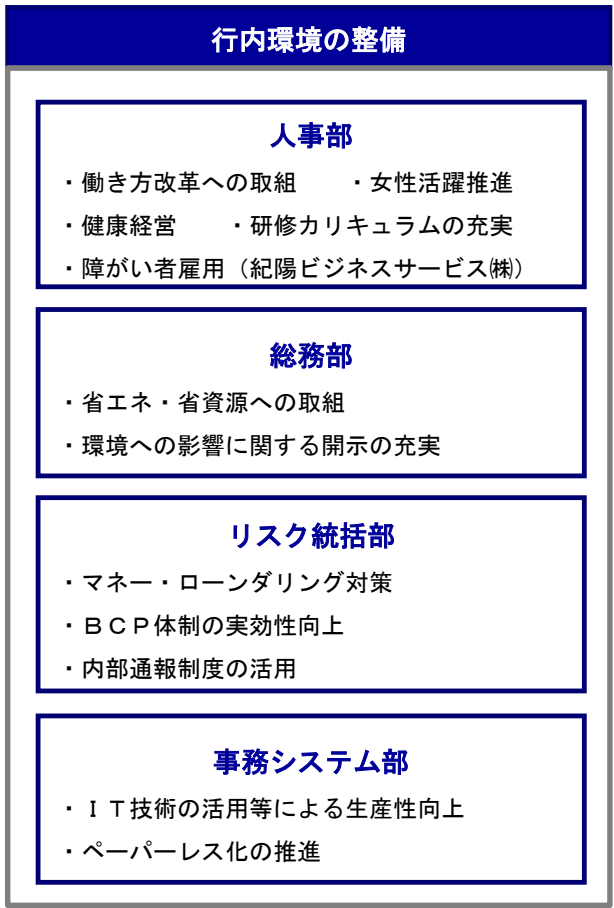 行内環境の整備
人事部
・働き方改革への取組　　・女性活躍推進
・健康経営　　・研修カリキュラムの充実
・障がい者雇用（紀陽ビジネスサービス㈱）
総務部
・省エネ・省資源への取組
・環境への影響に関する開示の充実
リスク統括部
・マネー・ローンダリング対策
・ＢＣＰ体制の実効性向上
・内部通報制度の活用
事務システム部
・ＩＴ技術の活用等による生産性向上
・ペーパーレス化の推進